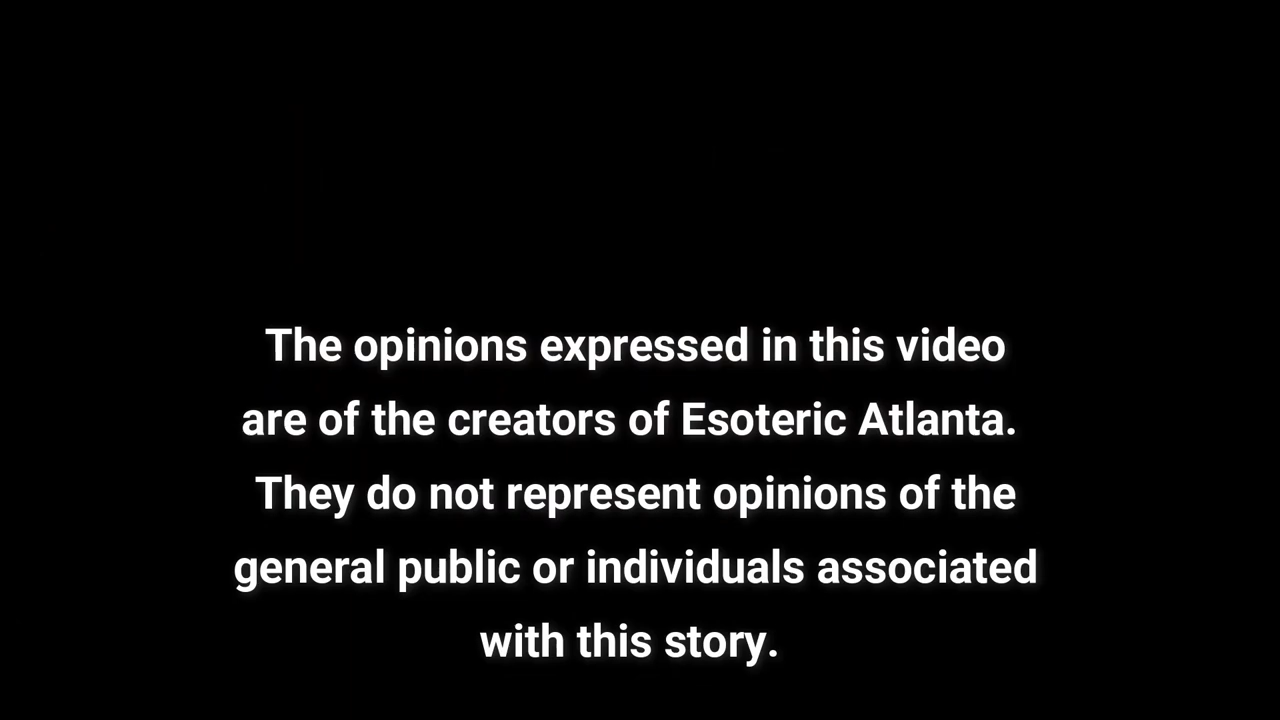 The opinions expressed in this video
are of the creators of Esoteric Atlanta.
They do not represent opinions of the
general public or individuals associated
with this story.